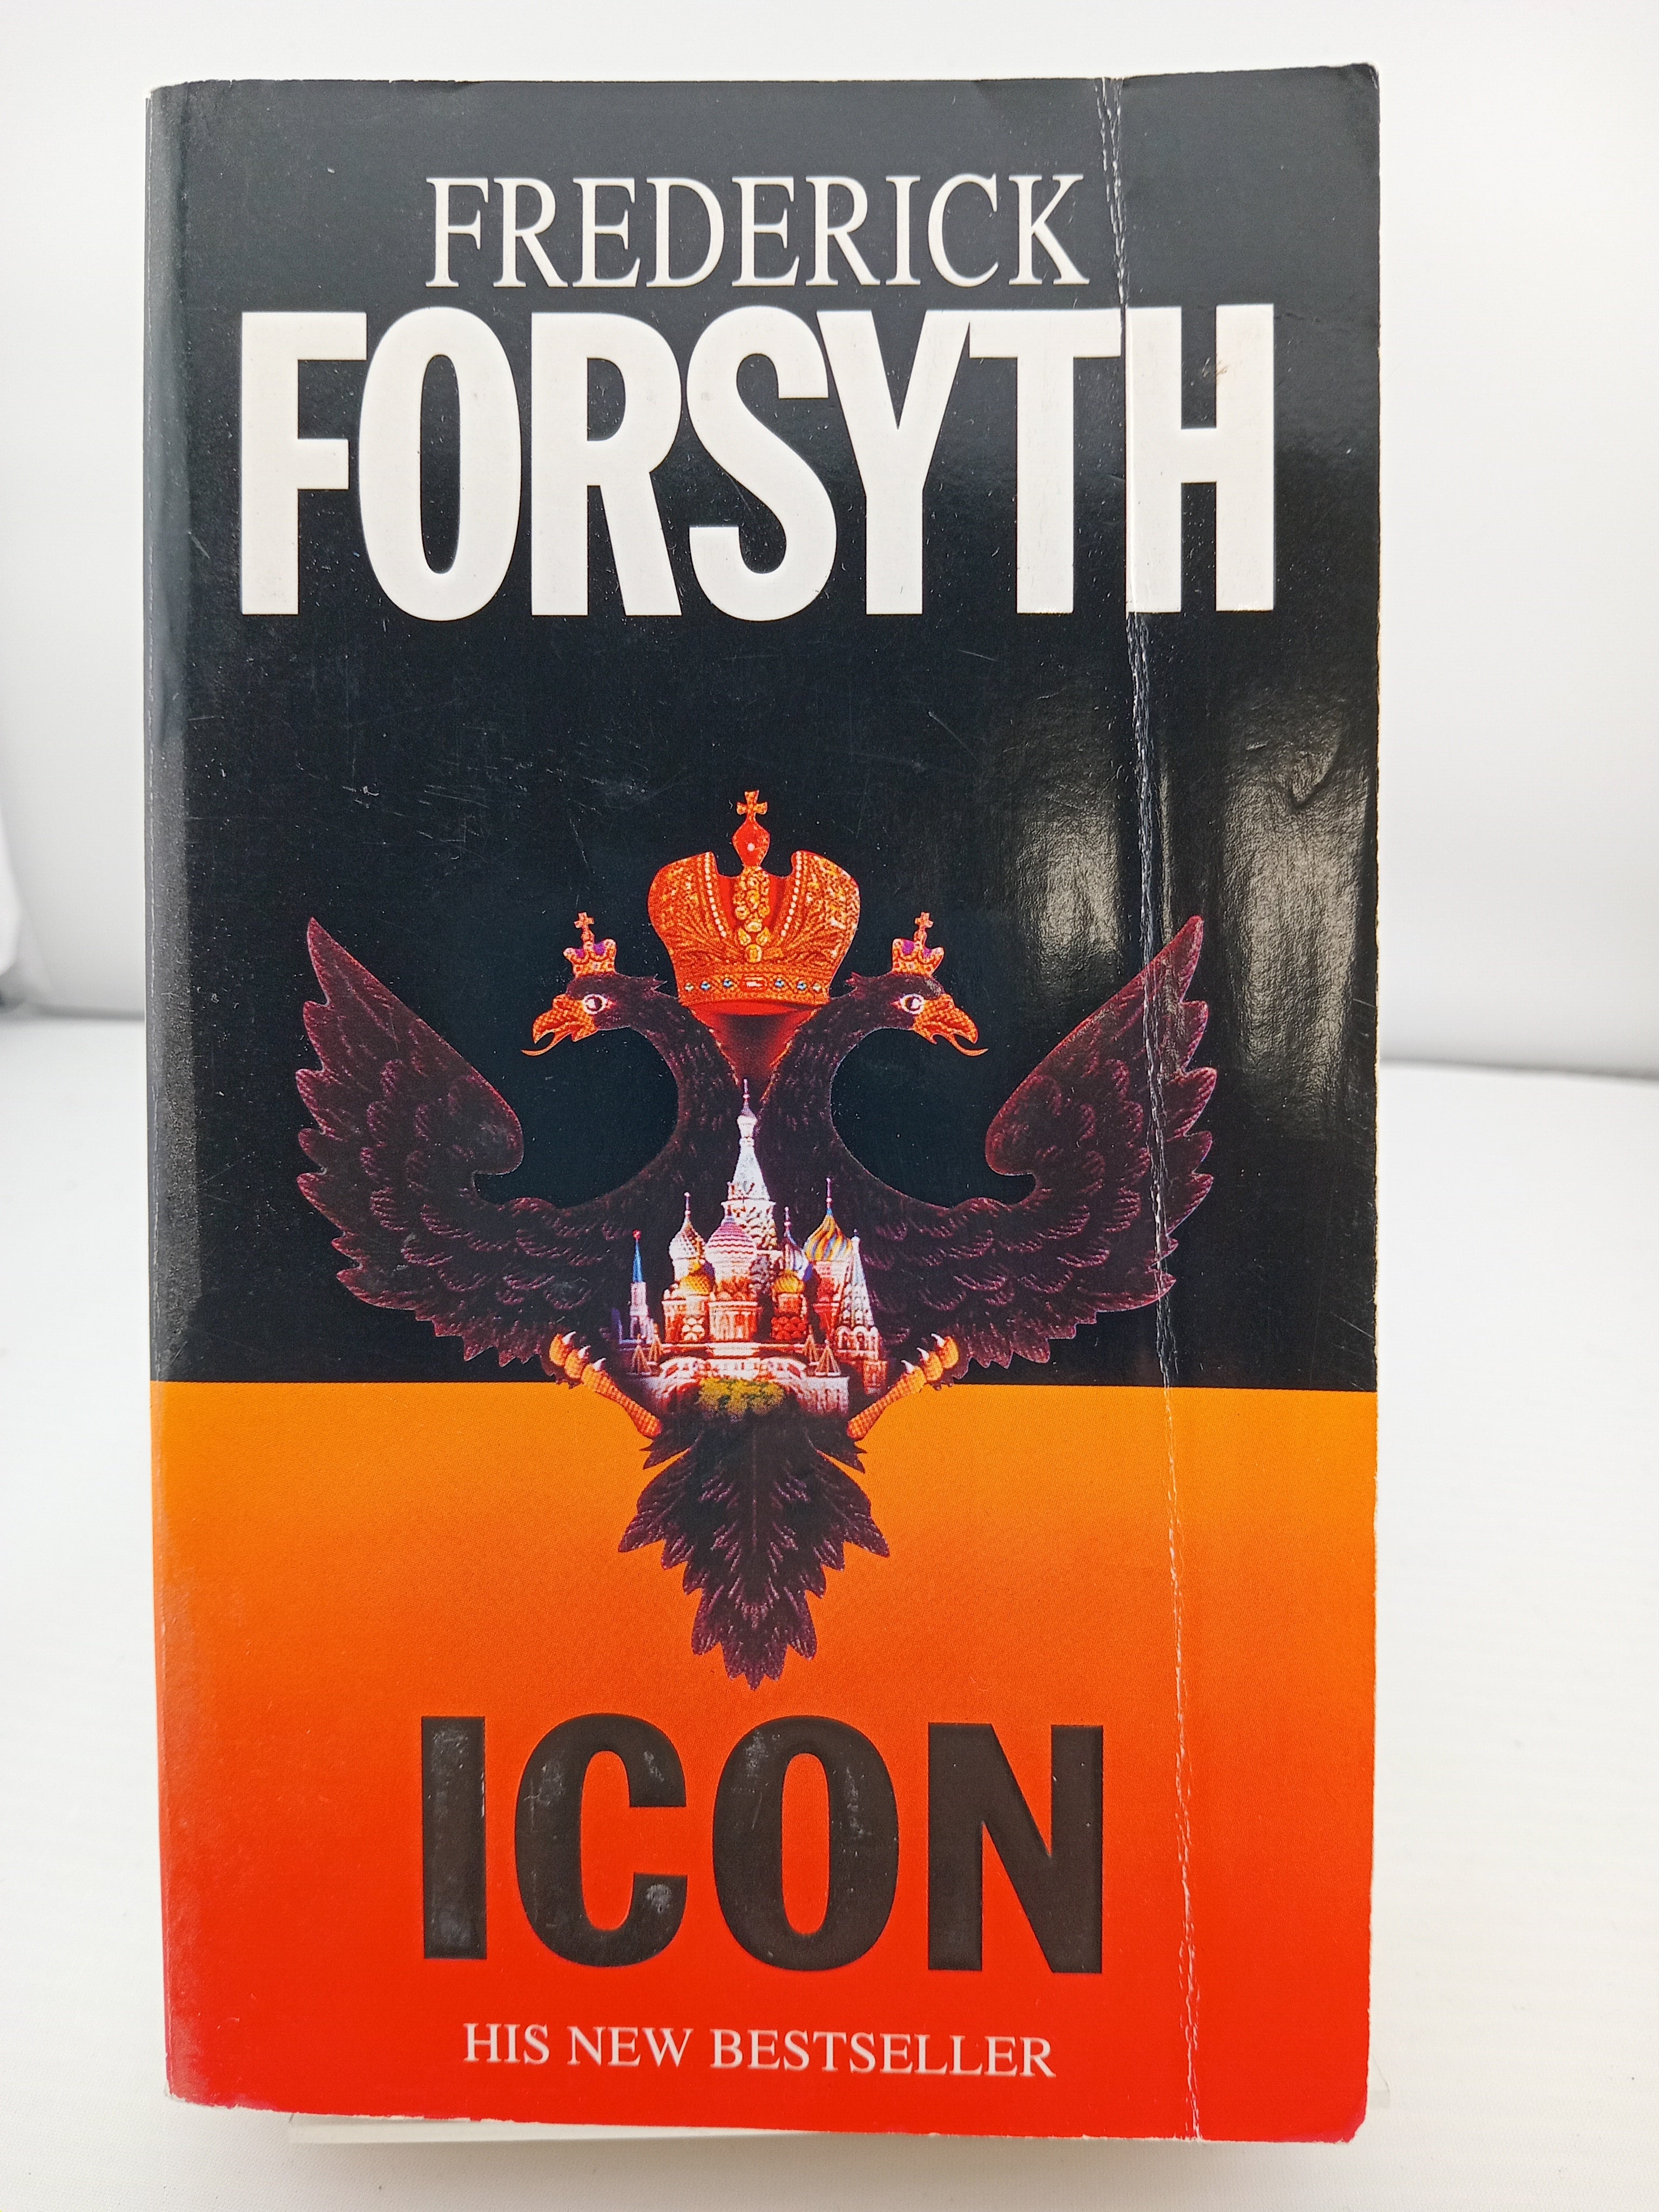 FREDERICK
FORSYTH
ICON
HIS NEW BESTSELLER